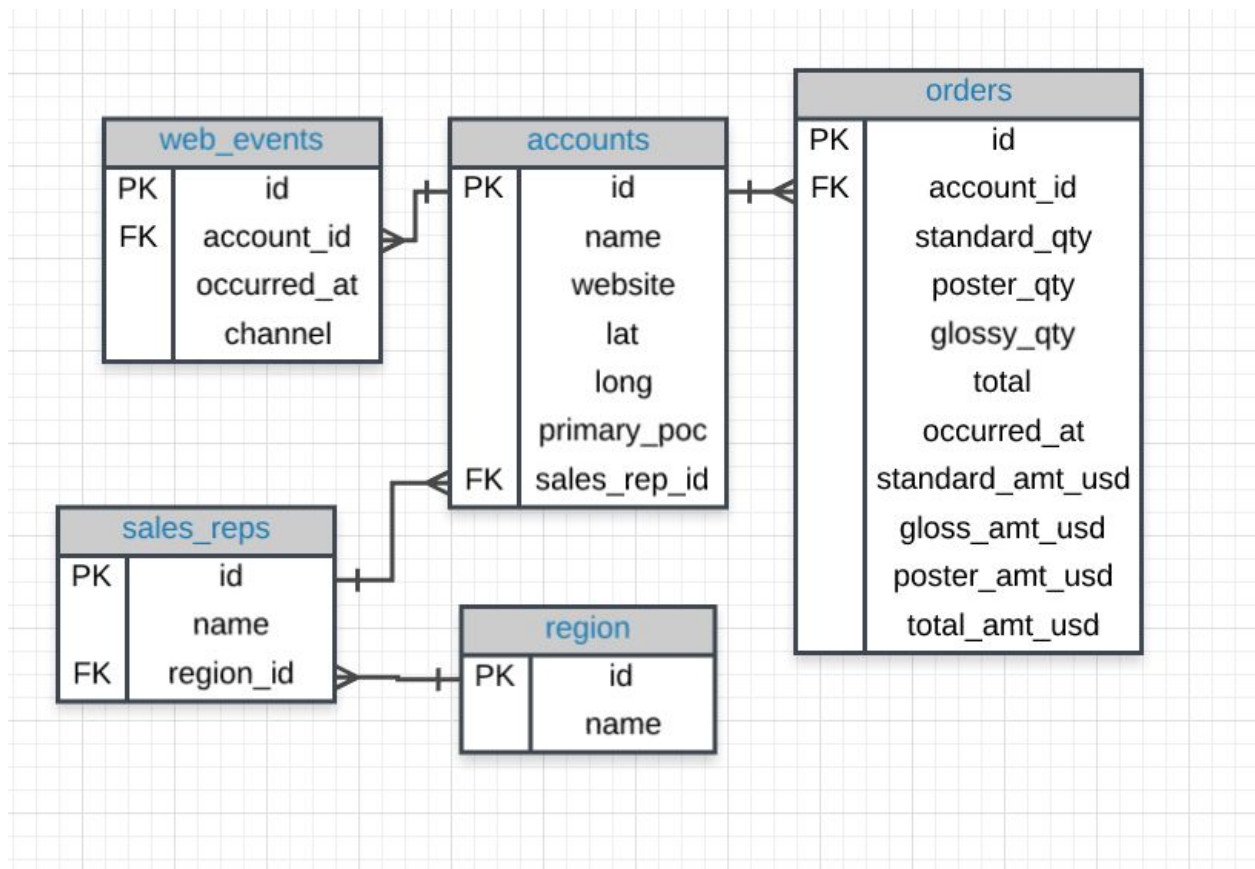 web_events
PK id
FK account_id
occurred_at
channel
accounts
PK id
name
website
lat
long
primary_poc
FK sales_rep_id
orders
PK id
FK account_id
standard_qty
poster_qty
glossy_qty
total
occurred_at
standard_amt_usd
gloss_amt_usd
poster_amt_usd
total_amt_usd
sales_reps
PK id
name
FK region_id
region
PK id
name